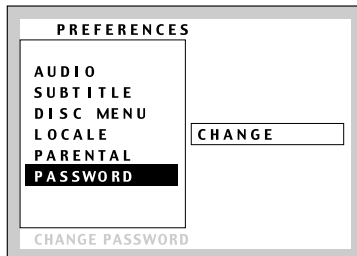 PREFERENCES
AUDIO
SUBTITLE
DISC MENU
LOCALE
CHANGE
PARENTAL
PASSWORD
CHANGE PASSWORD